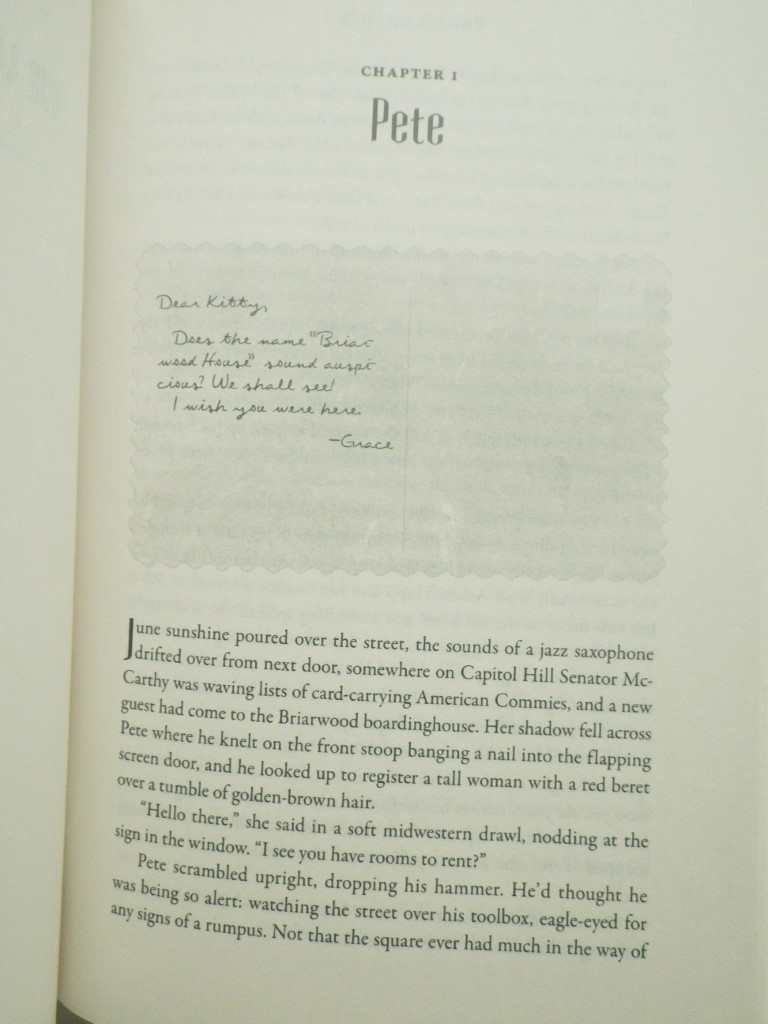 CHAPTER 1
Pete
Dear Kitty,
Does the name "Briar-
wood House" sound auspi-
cious? We shall see!
I wish you were here.
—Grace
June sunshine poured over the street, the sounds of a jazz saxophone
drifted over from next door, somewhere on Capitol Hill Senator Mc-
Carthy was waving lists of card-carrying American Commies, and a new
guest had come to the Briarwood boardinghouse. Her shadow fell across
Pete where he knelt on the front stoop banging a nail into the flapping
screen door, and he looked up to register a tall woman with a red beret
over a tumble of golden-brown hair.
"Hello there," she said in a soft midwestern drawl, nodding at the
sign in the window. "I see you have rooms to rent?"
Pete scrambled upright, dropping his hammer. He'd thought he
was being so alert: watching the street over his toolbox, eagle-eyed for
any signs of a rumpus. Not that the square ever had much in the way of